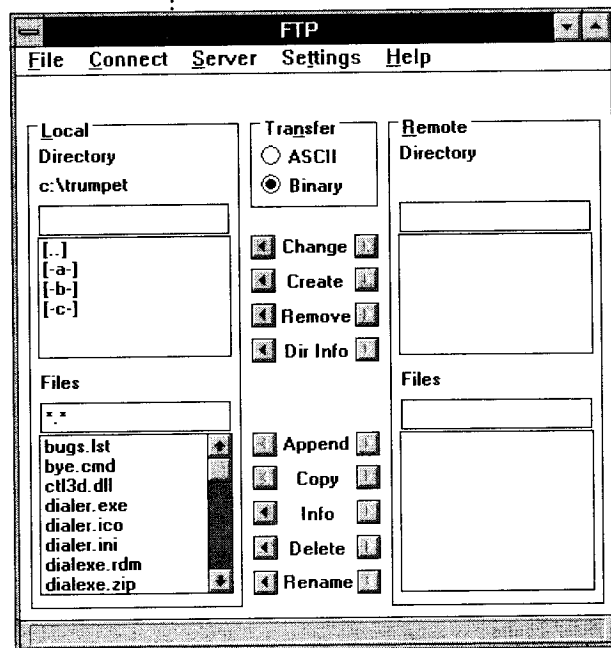 FTP
File Connect Server Settings Help
Local
Directory
c:\trumpet
[..]
[-a-]
[-b-]
[-c-]
Files
*.*
bugs.lst
bye.cmd
ctl3d.dll
dialer.exe
dialer.ico
dialer.ini
dialexe.rdm
dialexe.zip
Transfer
ASCII
Binary
Change
Create
Remove
Dir Info
Append
Copy
Info
Delete
Rename
Remote
Directory
Files